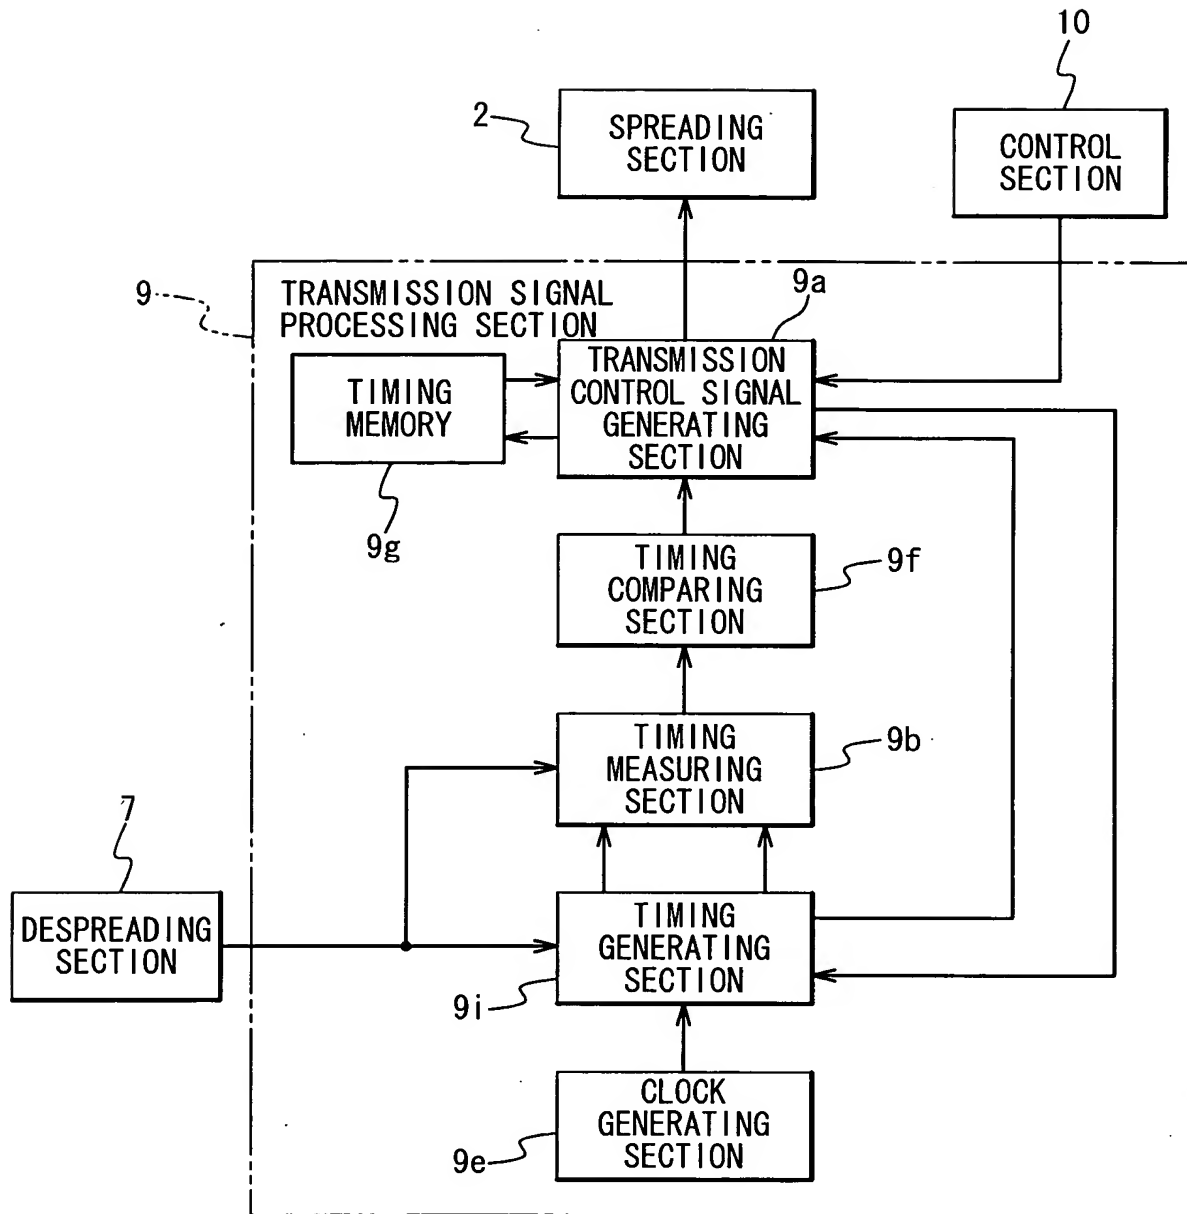 10
2
SPREADING
SECTION
CONTROL
SECTION
9
TRANSMISSION SIGNAL
PROCESSING SECTION
9a
TIMING
MEMORY
TRANSMISSION
CONTROL SIGNAL
GENERATING
SECTION
9g
TIMING
COMPARING
SECTION
9f
TIMING
MEASURING
SECTION
9b
7
DESPREADING
SECTION
TIMING
GENERATING
SECTION
9i
CLOCK
GENERATING
SECTION
9e